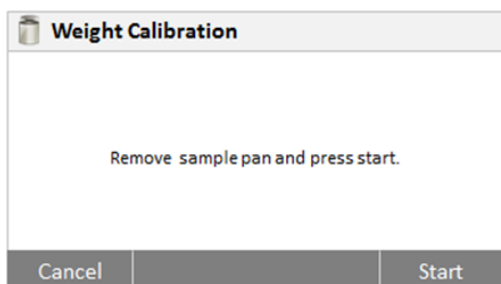 Weight Calibration
Remove sample pan and press start.
Cancel
Start